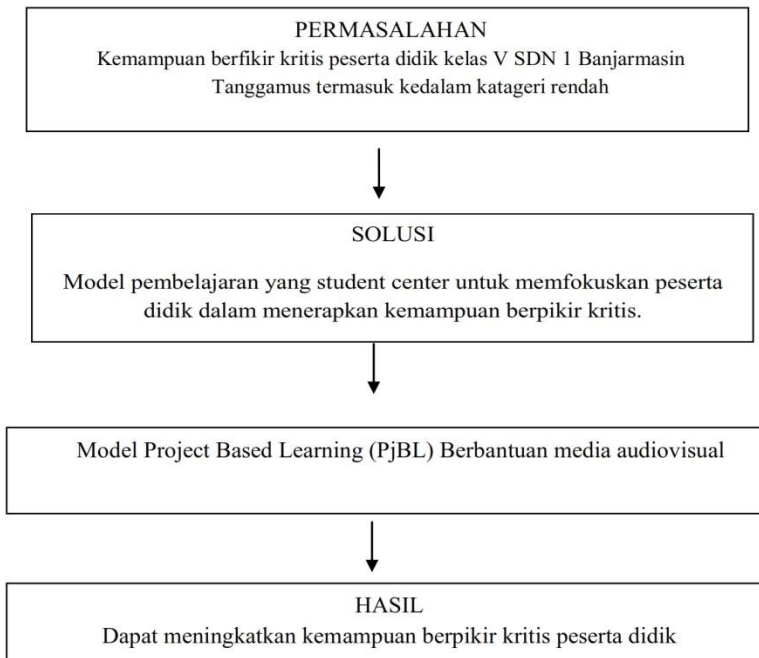 PERMASALAHAN
Kemampuan berfikir kritis peserta didik kelas V SDN 1 Banjarmasin
Tanggamus termasuk kedalam katageri rendah
SOLUSI
Model pembelajaran yang student center untuk memfokuskan peserta
didik dalam menerapkan kemampuan berpikir kritis.
Model Project Based Learning (PjBL) Berbantuan media audiovisual
HASIL
Dapat meningkatkan kemampuan berpikir kritis peserta didik